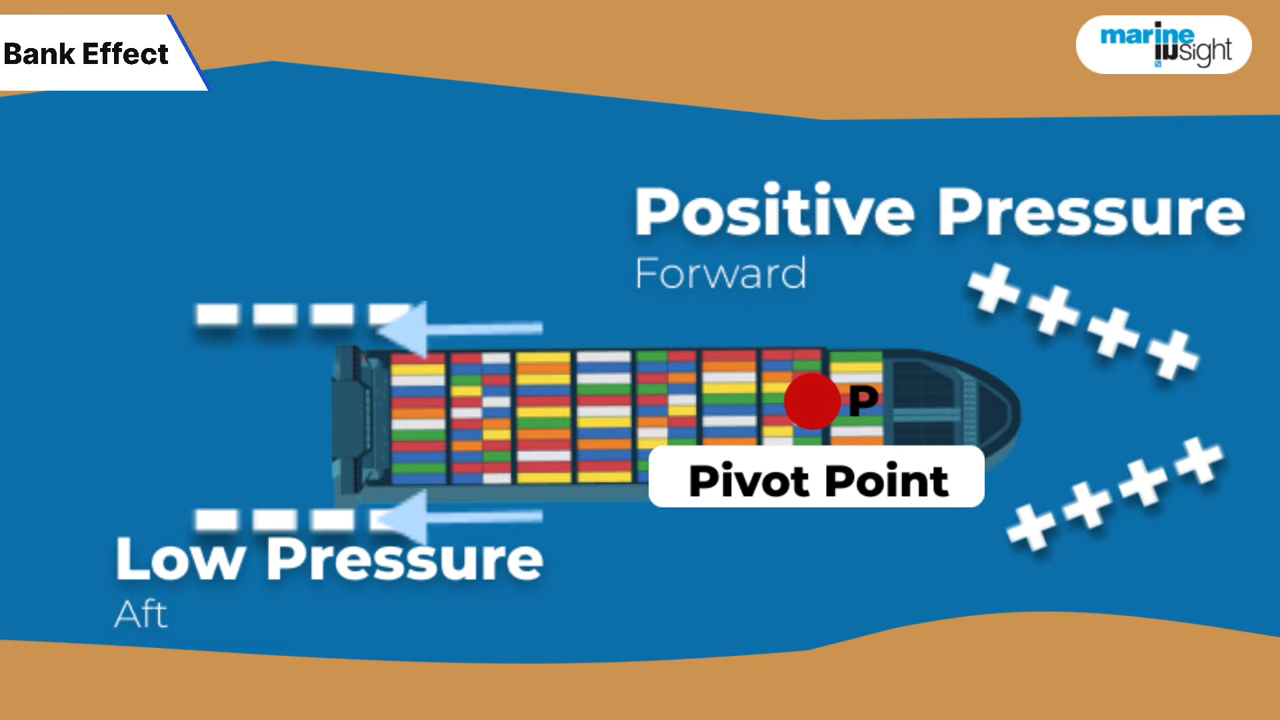 Bank Effect
marine
insight
Positive Pressure
Forward
P
Pivot Point
Low Pressure
Aft